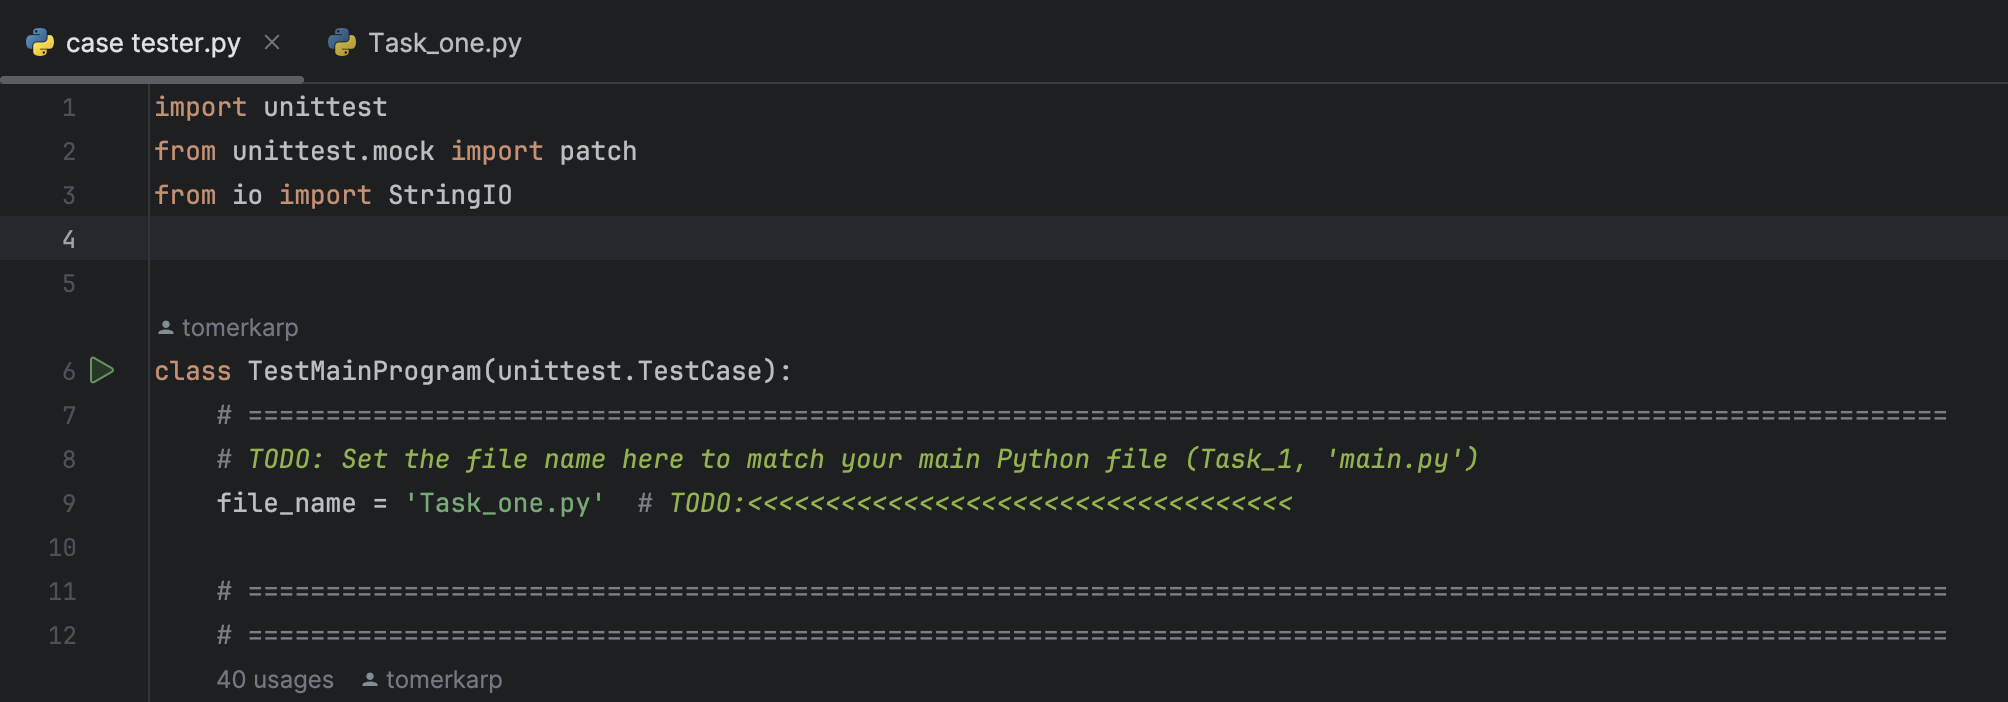 case tester.py × Task_one.py
1 import unittest
2 from unittest.mock import patch
3 from io import StringIO
4
5
tomerkarp
6 class TestMainProgram(unittest.TestCase):
7 # =============================================================================================================
8 # TODO: Set the file name here to match your main Python file (Task_1, 'main.py')
9 file_name = 'Task_one.py' # TODO:<<<<<<<<<<<<<<<<<<<<<<<<<<<<<<<<<<<
10
11 # =============================================================================================================
12 # =============================================================================================================
40 usages tomerkarp